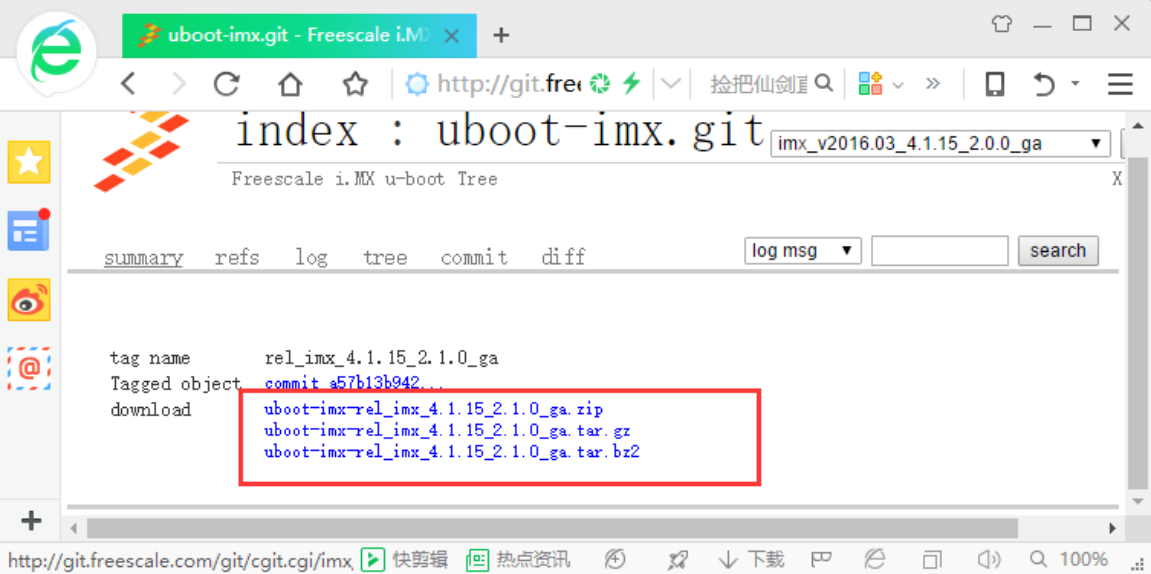 uboot-imx.git - Freescale i.MX
http://git.free
捡把仙剑
index : uboot-imx.git
imx_v2016.03_4.1.15_2.0.0_ga
Freescale i.MX u-boot Tree
X
summary refs log tree commit diff
log msg search
tag name rel_imx_4.1.15_2.1.0_ga
Tagged object commit a57b13b942...
download uboot-imx-rel_imx_4.1.15_2.1.0_ga.zip
uboot-imx-rel_imx_4.1.15_2.1.0_ga.tar.gz
uboot-imx-rel_imx_4.1.15_2.1.0_ga.tar.bz2
http://git.freescale.com/git/cgit.cgi/imx 快剪辑 热点资讯 下载 100%